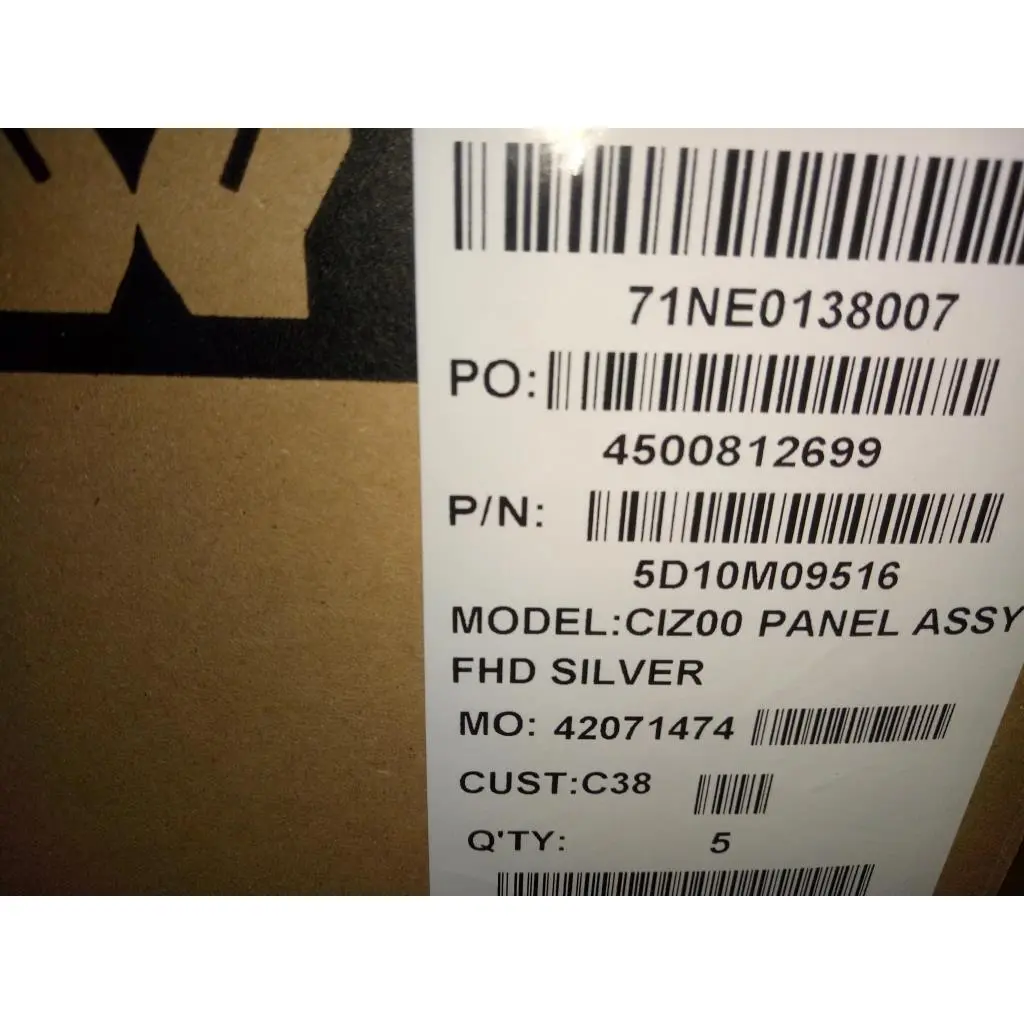 71NE0138007
PO:
4500812699
P/N:
5D10M09516
MODEL:CIZ00 PANEL ASSY
FHD SILVER
MO: 42071474
CUST:C38
Q'TY: 5